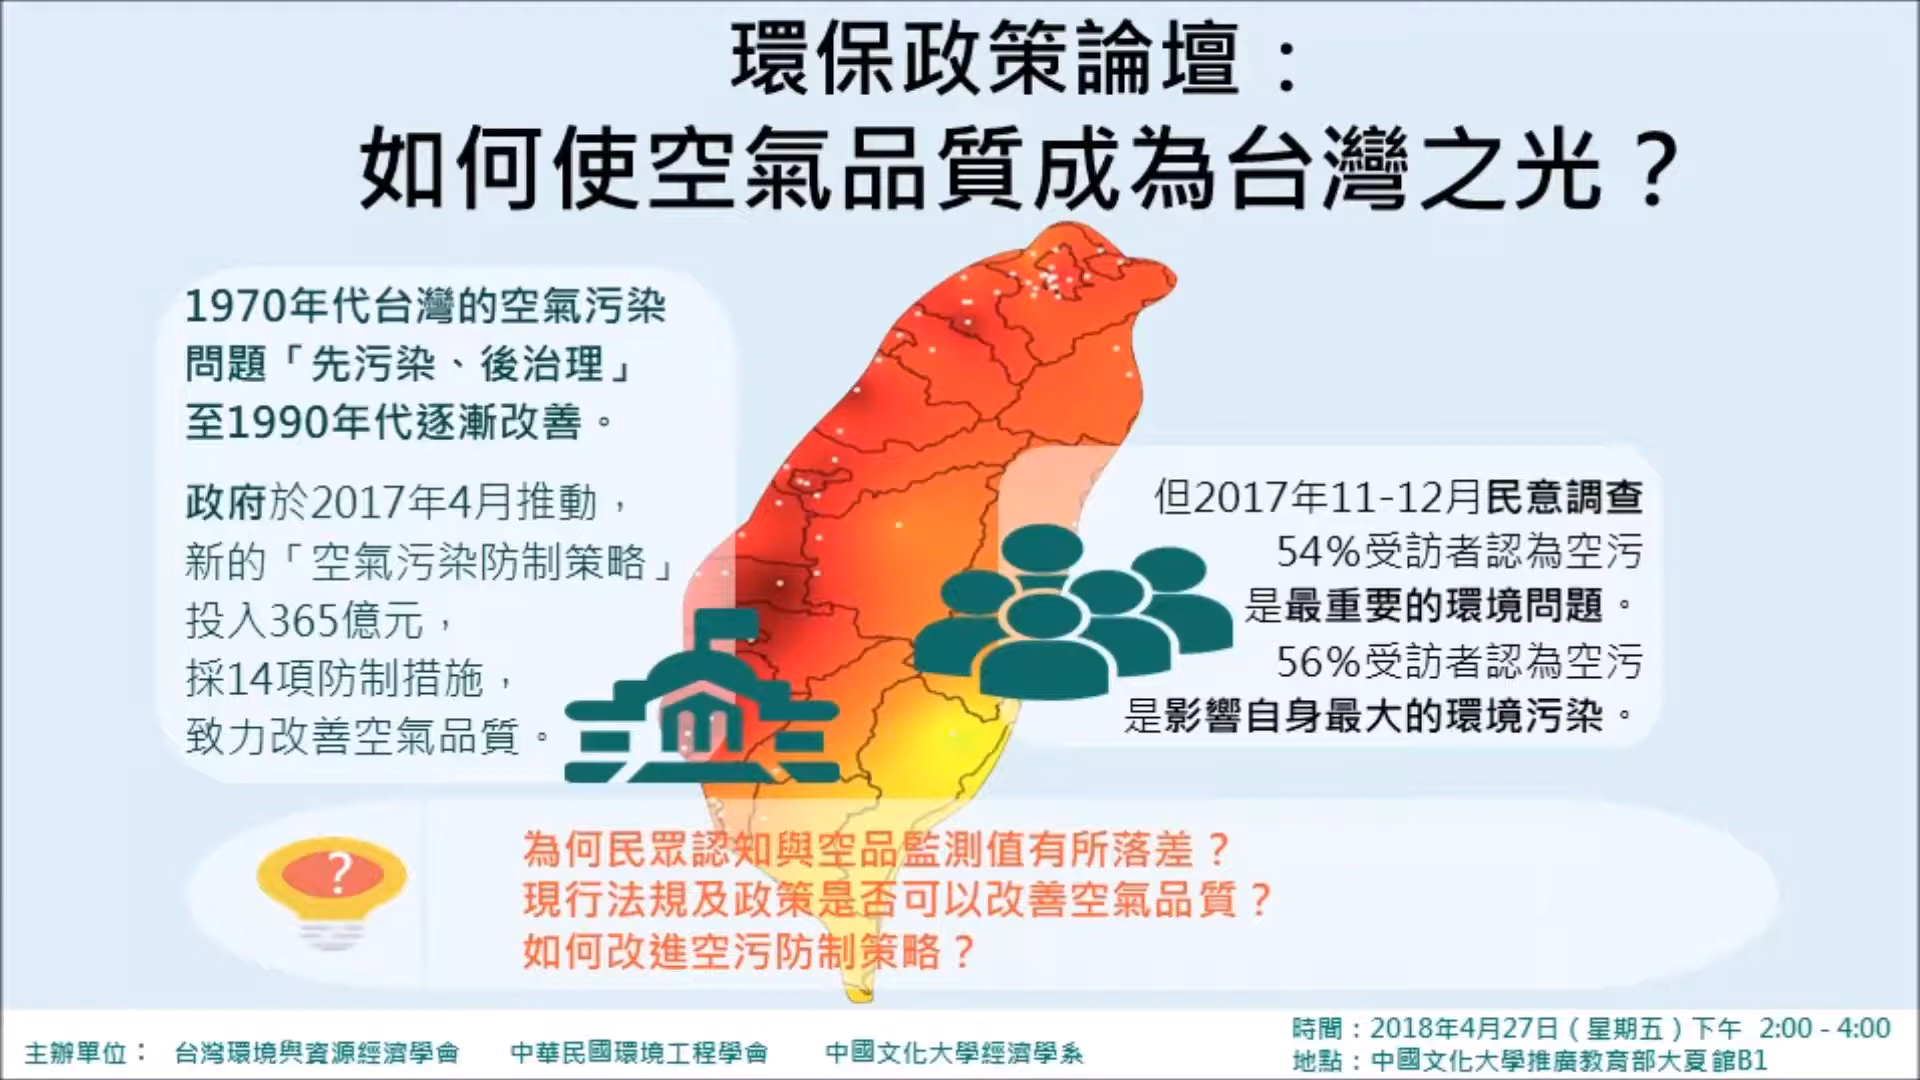 環保政策論壇：
如何使空氣品質成為台灣之光？
1970年代台灣的空氣污染
問題「先污染、後治理」
至1990年代逐漸改善。
政府於2017年4月推動，
新的「空氣污染防制策略」
投入365億元，
採14項防制措施，
致力改善空氣品質。
但2017年11-12月民意調查
54%受訪者認為空污
是最重要的環境問題。
56%受訪者認為空污
是影響自身最大的環境污染。
?
為何民眾認知與空品監測值有所落差？
現行法規及政策是否可以改善空氣品質？
如何改進空污防制策略？
主辦單位： 台灣環境與資源經濟學會 中華民國環境工程學會 中國文化大學經濟學系
時間：2018年4月27日（星期五）下午 2:00 - 4:00
地點：中國文化大學推廣教育部大夏館B1